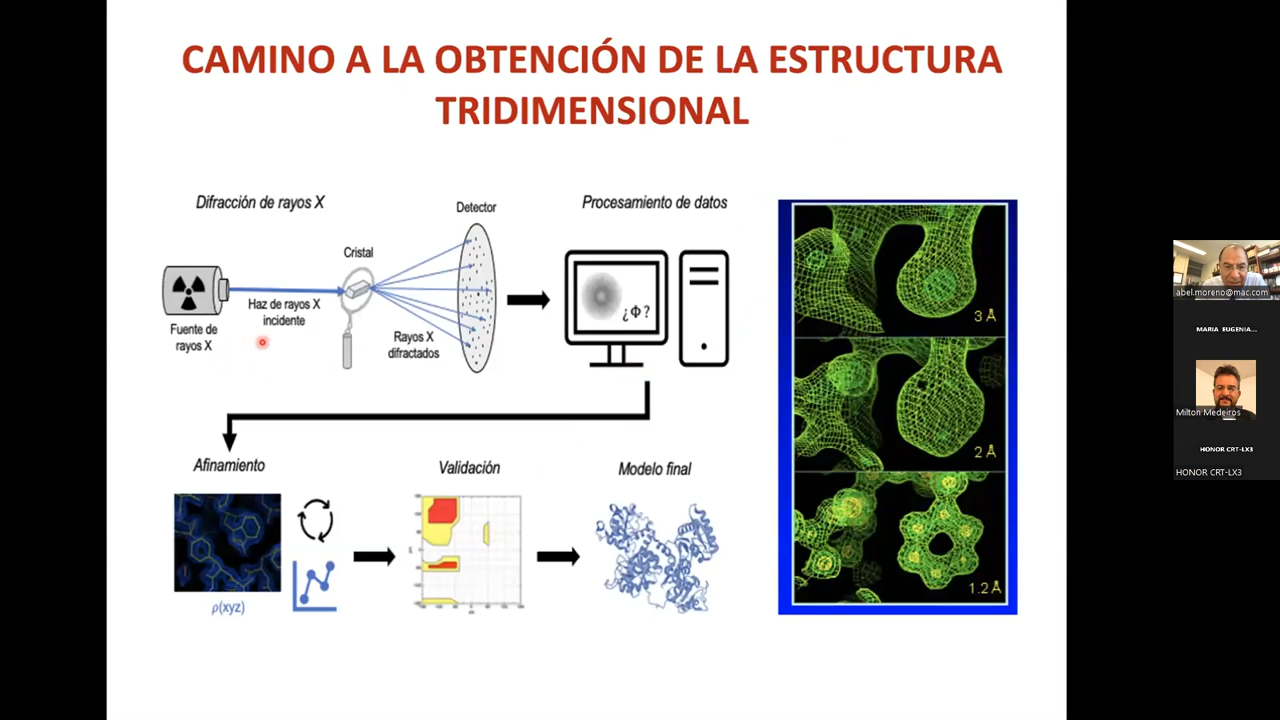 CAMINO A LA OBTENCIÓN DE LA ESTRUCTURA
TRIDIMENSIONAL
Difracción de rayos X
Detector
Procesamiento de datos
Cristal
Haz de rayos X
incidente
Fuente de
rayos X
Rayos X
difractados
¿Φ?
3 Å
2 Å
1.2 Å
Afinamiento
Validación
Modelo final
ρ(xyz)
abel.moreno@mac.com
MARIA EUGENIA...
Milton Medeiros
HONOR CRT-LX3
HONOR CRT-LX3